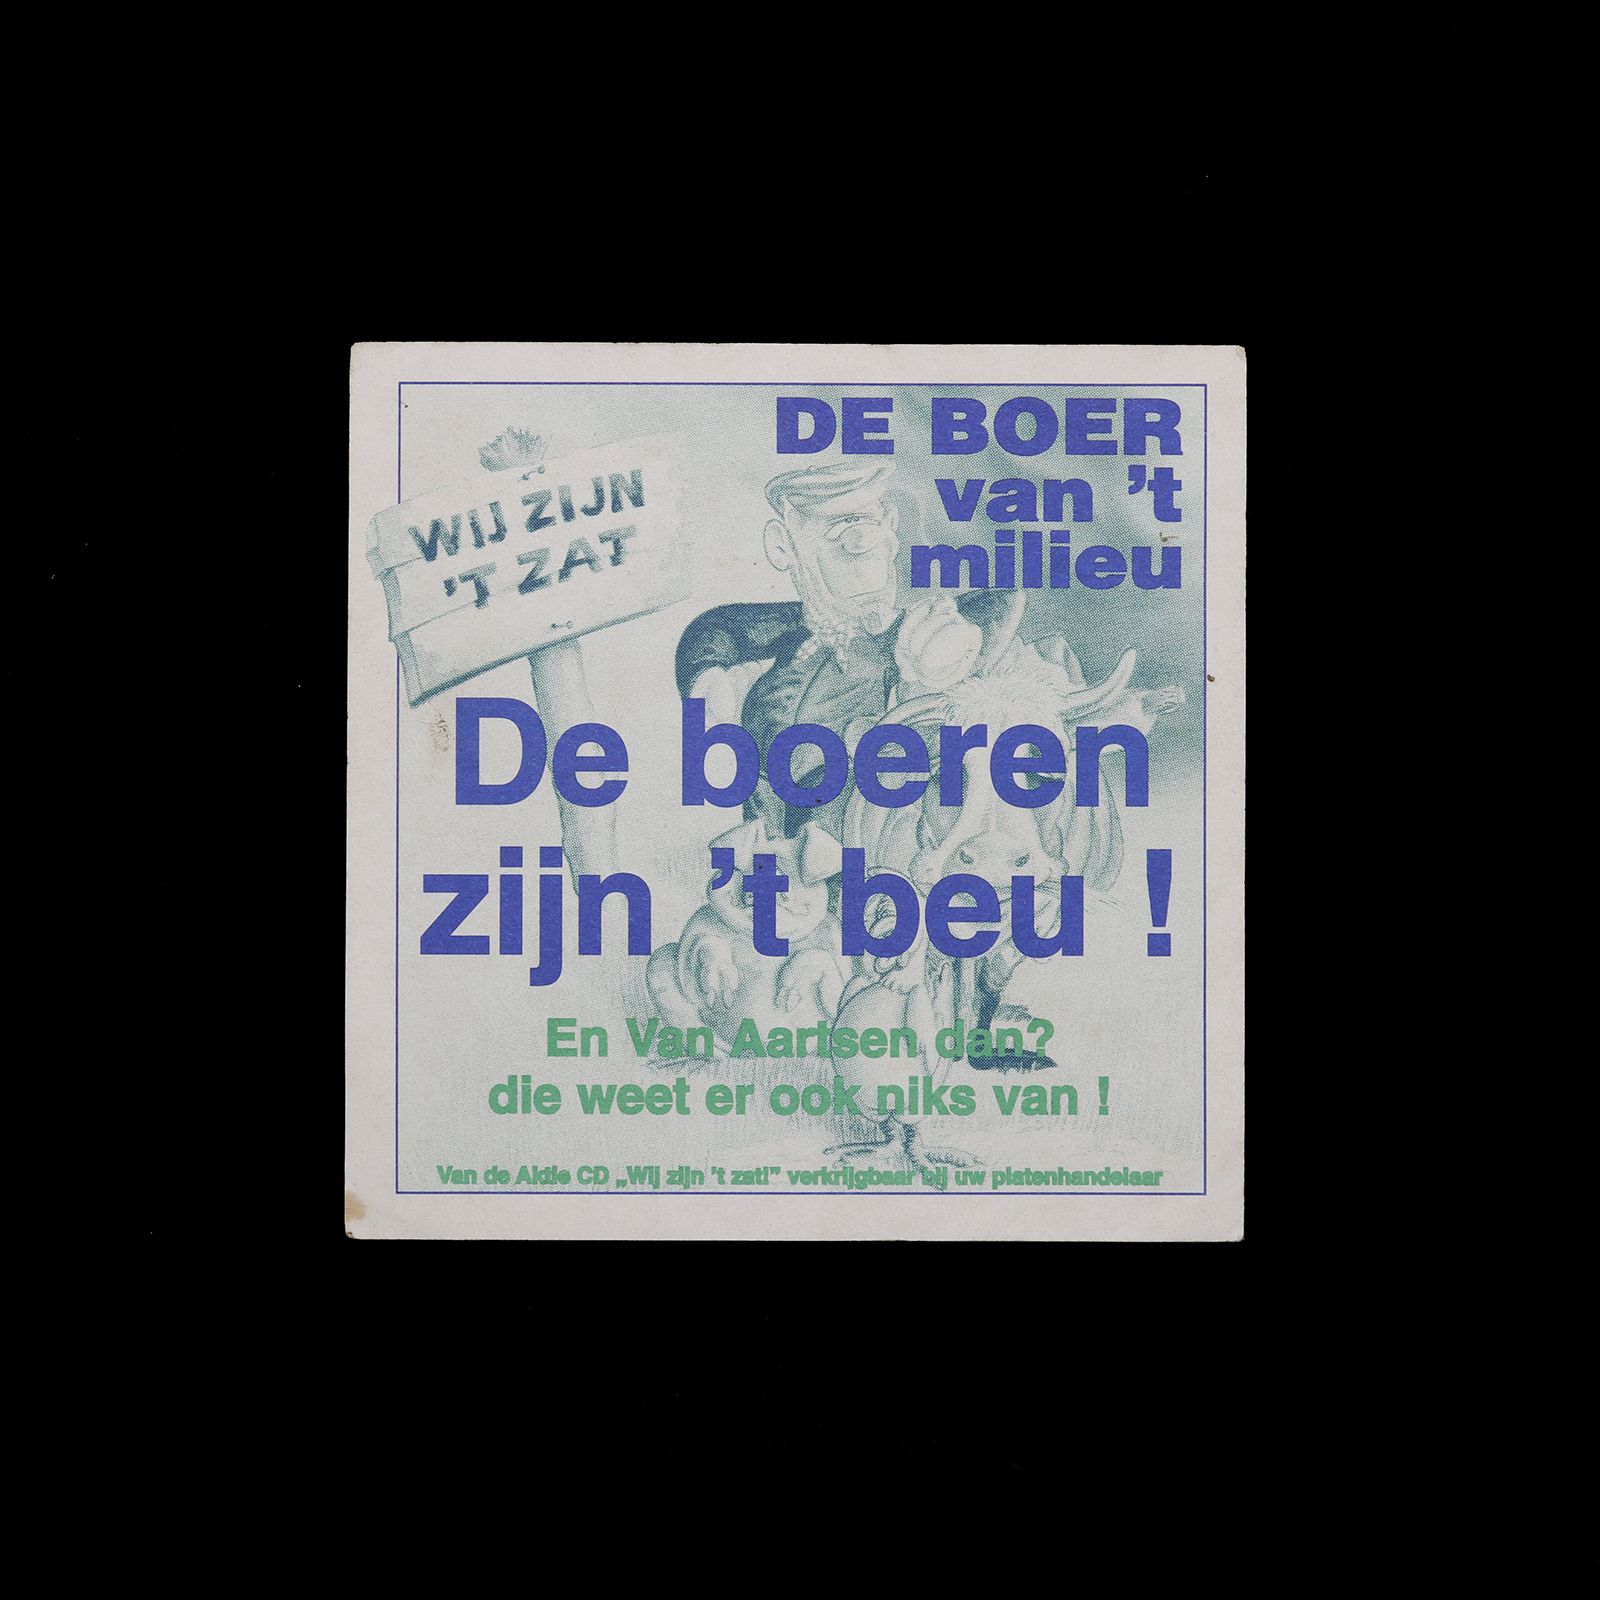 DE BOER
van 't
milieu
WIJ ZIJN
'T ZAT
De boeren
zijn 't beu !
En Van Aartsen dan?
die weet er ook niks van !
Van de Aktie CD „Wij zijn 't zat!” verkrijgbaar bij uw platenhandelaar